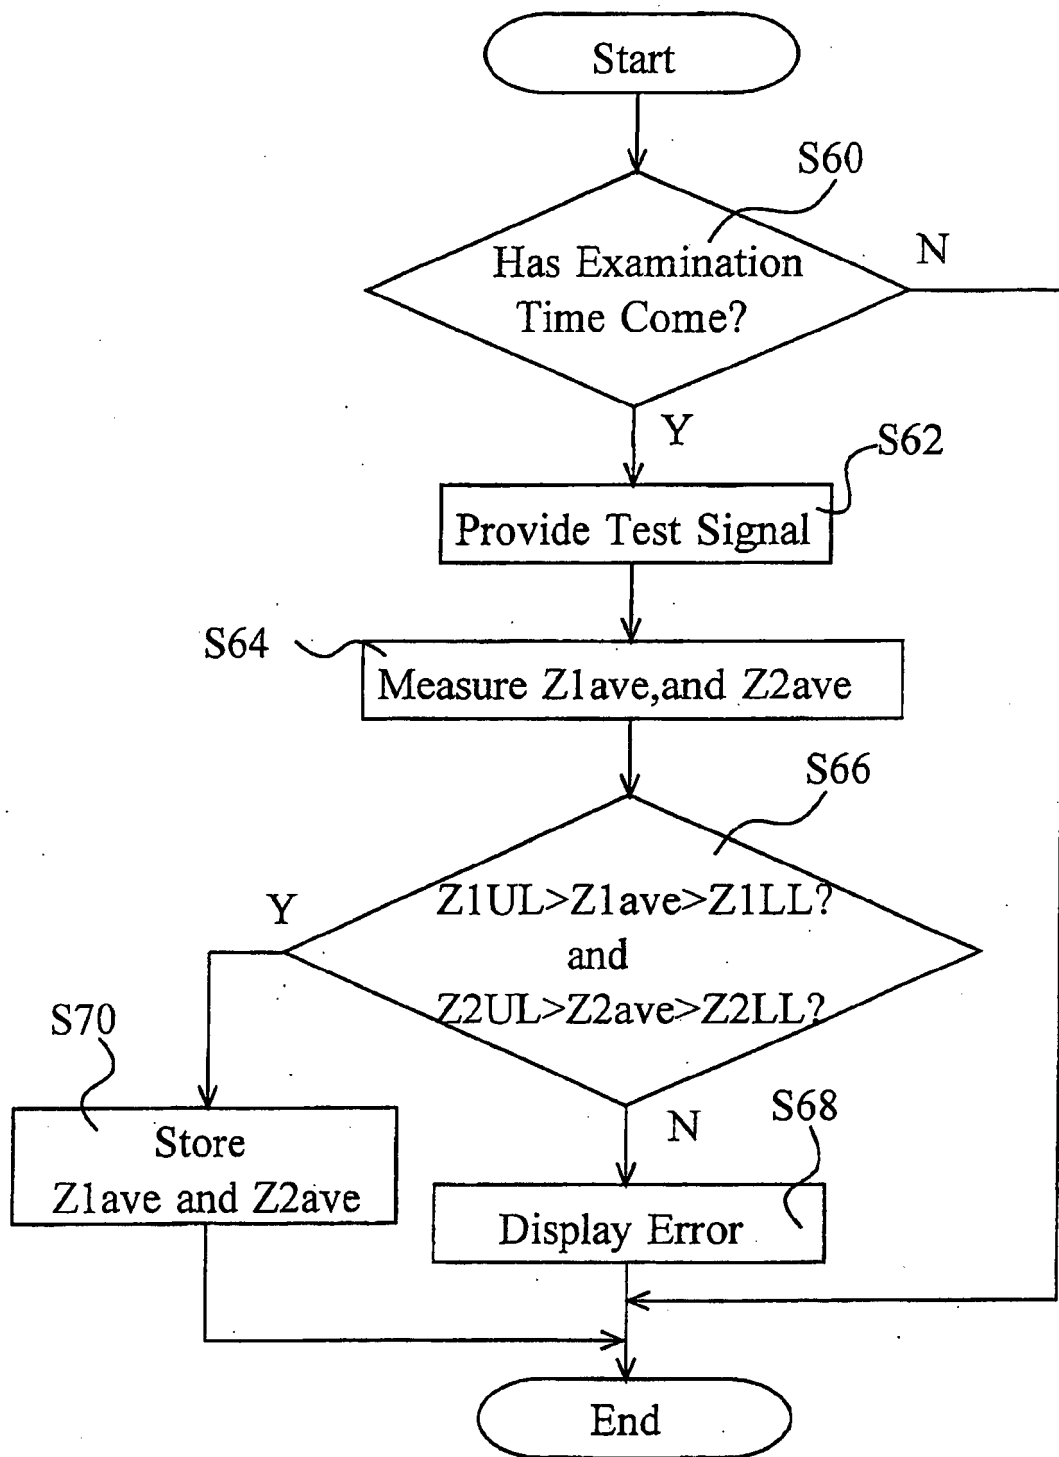 Start
S60
Has Examination
Time Come?
N
Y
S62
Provide Test Signal
S64
Measure Z1ave,and Z2ave
S66
Y
Z1UL>Z1ave>Z1LL?
and
Z2UL>Z2ave>Z2LL?
S70
N
S68
Store
Z1ave and Z2ave
Display Error
End